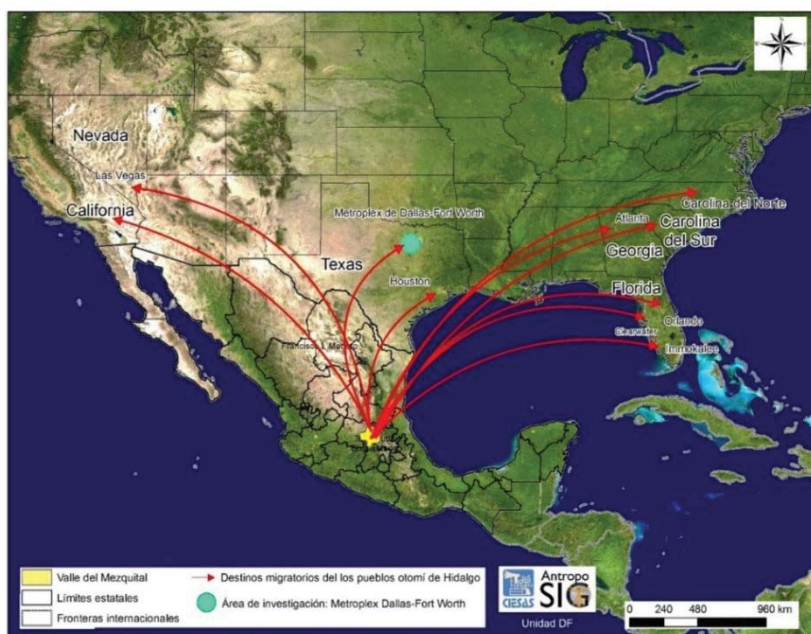 Nevada
Las Vegas
California
Metroplex de Dallas-Fort Worth
Texas
Houston
Carolina del Norte
Atlanta
Carolina
del Sur
Georgia
Florida
Orlando
Clearwater
Immokalee
Francisco I. Madero
Valle del Mezquital
Límites estatales
Fronteras internacionales
Destinos migratorios del los pueblos otomí de Hidalgo
Área de investigación: Metroplex Dallas-Fort Worth
CIESAS
Antropo
SIG
Unidad DF
0 240 480 960 km